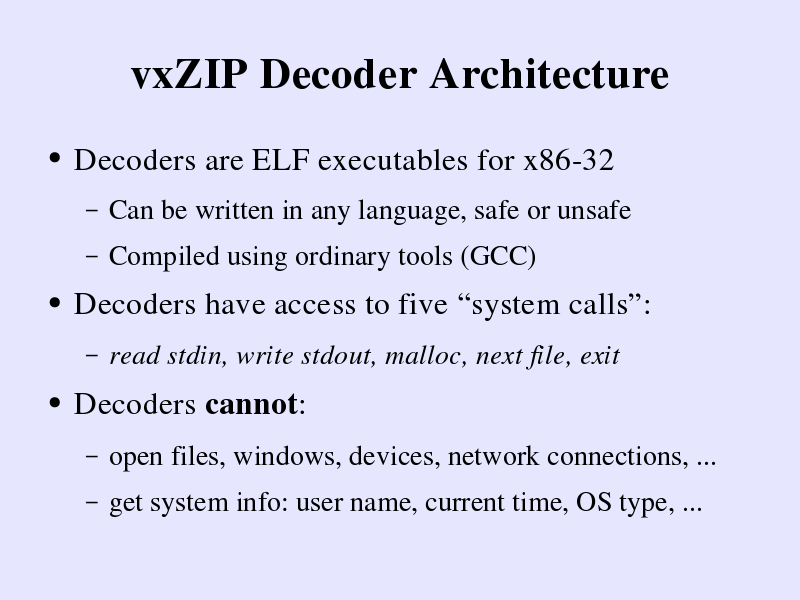 vxZIP Decoder Architecture
• Decoders are ELF executables for x86-32
– Can be written in any language, safe or unsafe
– Compiled using ordinary tools (GCC)
• Decoders have access to five “system calls”:
– read stdin, write stdout, malloc, next file, exit
• Decoders cannot:
– open files, windows, devices, network connections, ...
– get system info: user name, current time, OS type, ...